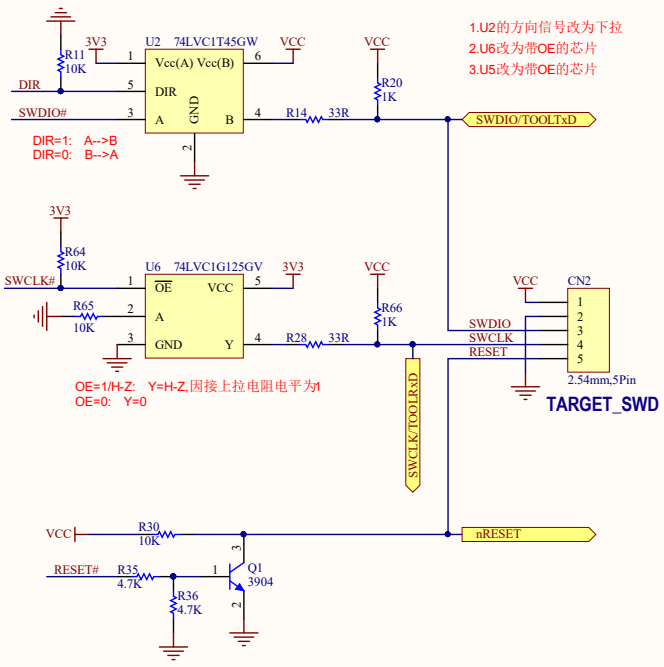 1.U2的方向信号改为下拉
2.U6改为带OE的芯片
3.U5改为带OE的芯片
U2 74LVC1T45GW
3V3
VCC
VCC
R11
10K
1
Vcc(A) Vcc(B)
6
R20
1K
DIR
5
DIR
SWDIO#
3
A
GND
B
4
R14 33R
SWDIO/TOOLTxD
2
DIR=1: A-->B
DIR=0: B-->A
3V3
R64
10K
U6 74LVC1G125GV
3V3
VCC
SWCLK#
1
OE
VCC
5
R66
1K
R65
10K
2
A
3
GND
Y
4
R28 33R
OE=1/H-Z: Y=H-Z,因接上拉电阻电平为1
OE=0: Y=0
SWCLK/TOOLRxD
VCC
CN2
1
2
SWDIO
3
SWCLK
4
RESET
5
2.54mm,5Pin
TARGET_SWD
VCC
R30
10K
nRESET
3
RESET#
R35
4.7K
1
Q1
3904
R36
4.7K
2